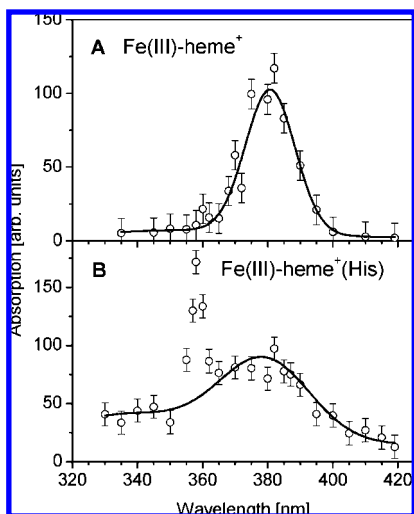 150
A Fe(III)-heme⁺
100
50
0
Absorption [arb. units]
B Fe(III)-heme⁺(His)
150
100
50
0
320 340 360 380 400 420
Wavelength [nm]